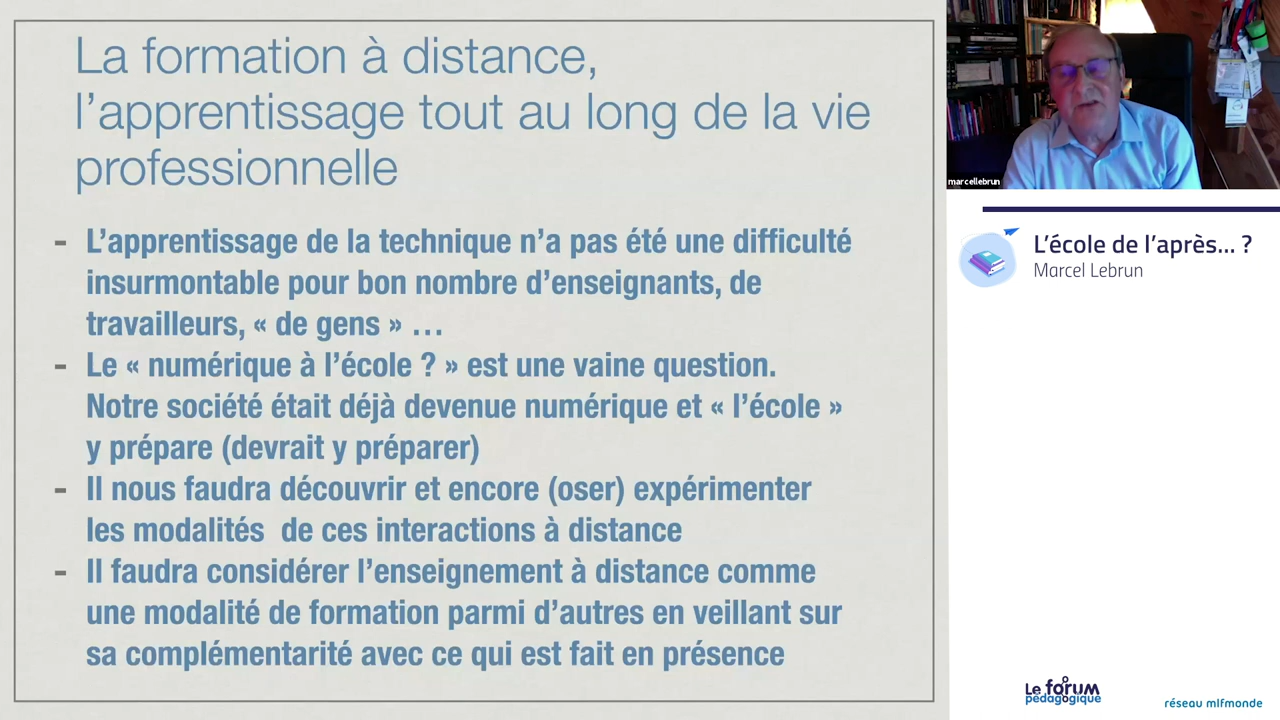 La formation à distance,
l’apprentissage tout au long de la vie
professionnelle
- L’apprentissage de la technique n’a pas été une difficulté
insurmontable pour bon nombre d’enseignants, de
travailleurs, « de gens » …
- Le « numérique à l’école ? » est une vaine question.
Notre société était déjà devenue numérique et « l’école »
y prépare (devrait y préparer)
- Il nous faudra découvrir et encore (oser) expérimenter
les modalités  de ces interactions à distance
- Il faudra considérer l’enseignement à distance comme
une modalité de formation parmi d’autres en veillant sur
sa complémentarité avec ce qui est fait en présence
marcellebrun
L’école de l’après... ?
Marcel Lebrun
Le forum
pédagogique
réseau mlfmonde